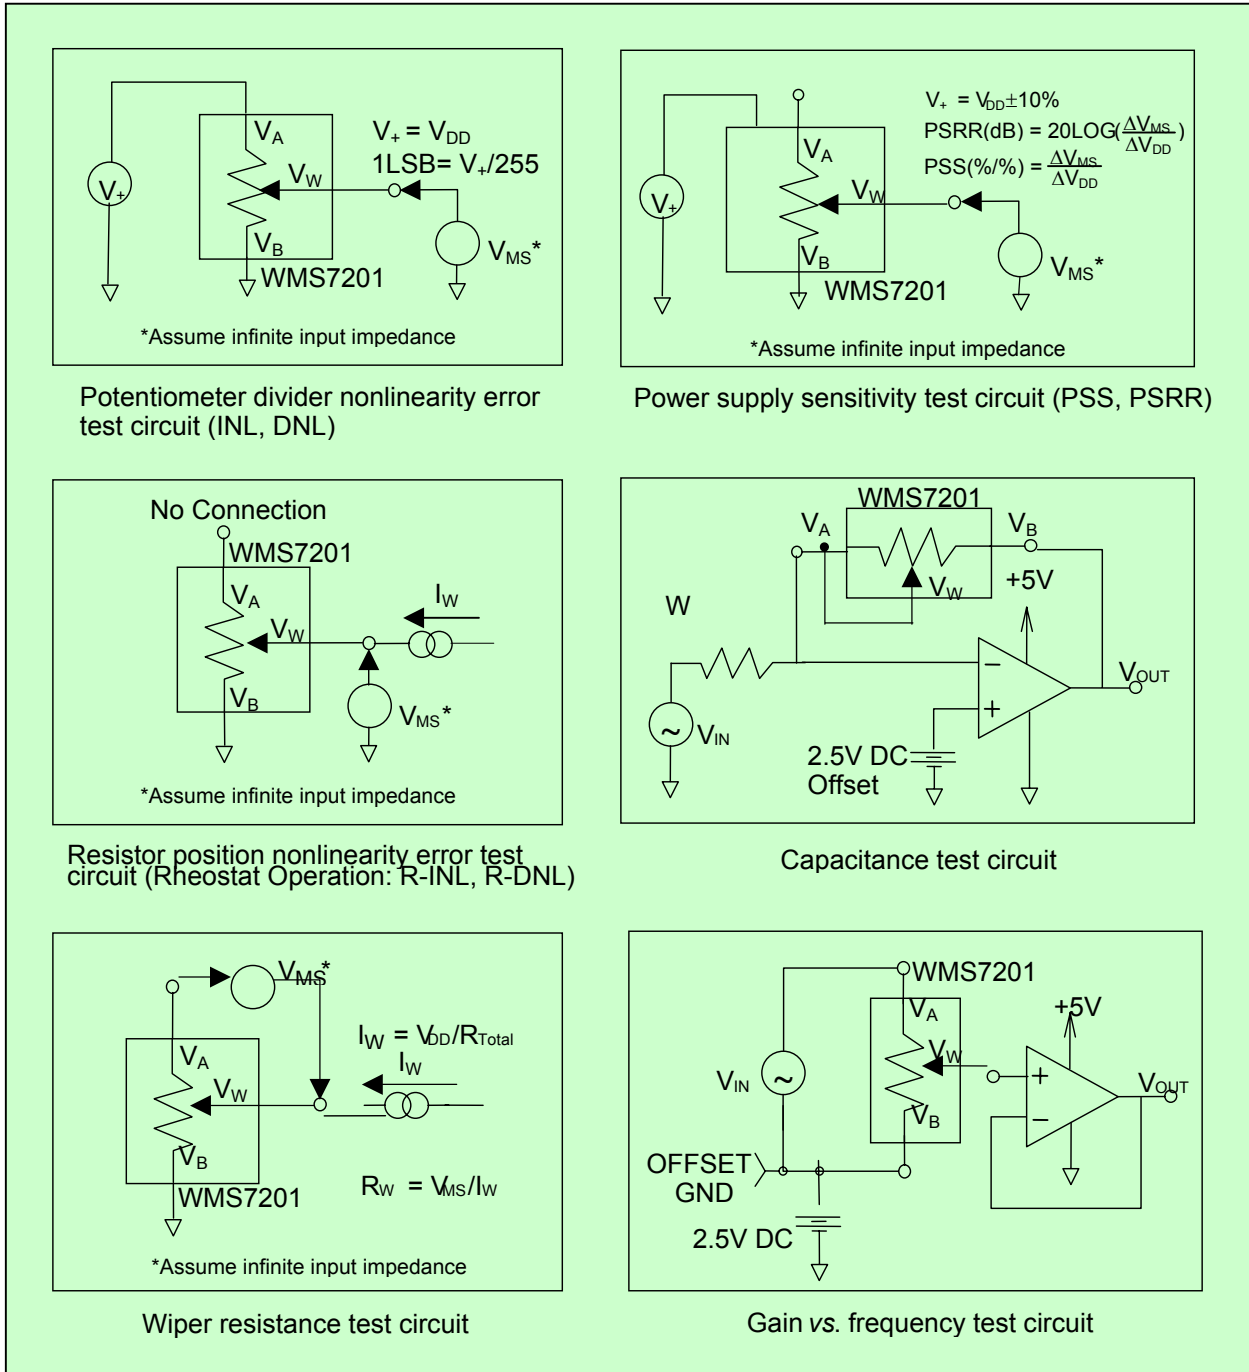 V+ = VDD
1LSB= V+/255
VA
VW
V+
VB
VMS*
WMS7201
*Assume infinite input impedance
Potentiometer divider nonlinearity error
test circuit (INL, DNL)
V+ = VDD±10%
PSRR(dB) = 20LOG(ΔVMS/ΔVDD)
PSS(%/%) = ΔVMS/ΔVDD
VA
VW
V+
VB
VMS*
WMS7201
*Assume infinite input impedance
Power supply sensitivity test circuit (PSS, PSRR)
No Connection
WMS7201
VA
IW
VW
VB
VMS*
*Assume infinite input impedance
Resistor position nonlinearity error test
circuit (Rheostat Operation: R-INL, R-DNL)
WMS7201
VA
VB
VW
+5V
W
−
VOUT
+
~
VIN
2.5V DC
Offset
Capacitance test circuit
VMS*
IW = VDD/RTotal
VA
IW
VW
VB
RW = VMS/IW
WMS7201
*Assume infinite input impedance
Wiper resistance test circuit
WMS7201
VA
+5V
VW
VIN
~
+
VOUT
VB
−
OFFSET
GND
2.5V DC
Gain vs. frequency test circuit